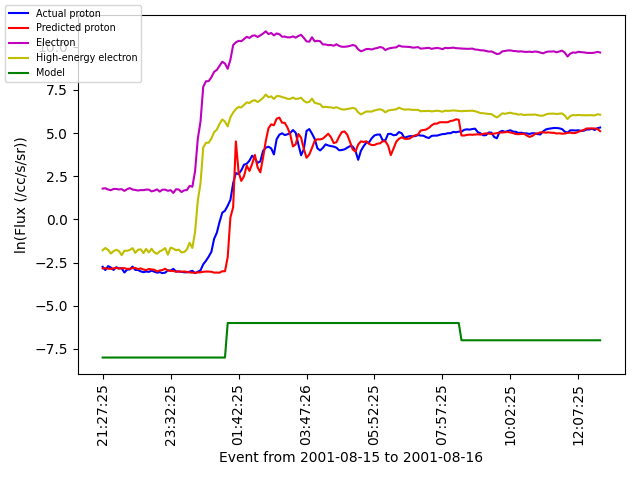 Actual proton
Predicted proton
Electron
High-energy electron
Model
10.0
7.5
5.0
2.5
0.0
−2.5
−5.0
−7.5
ln(Flux (/cc/s/sr))
21:27:25
23:32:25
01:42:25
03:47:26
05:52:25
07:57:25
10:02:25
12:07:25
Event from 2001-08-15 to 2001-08-16